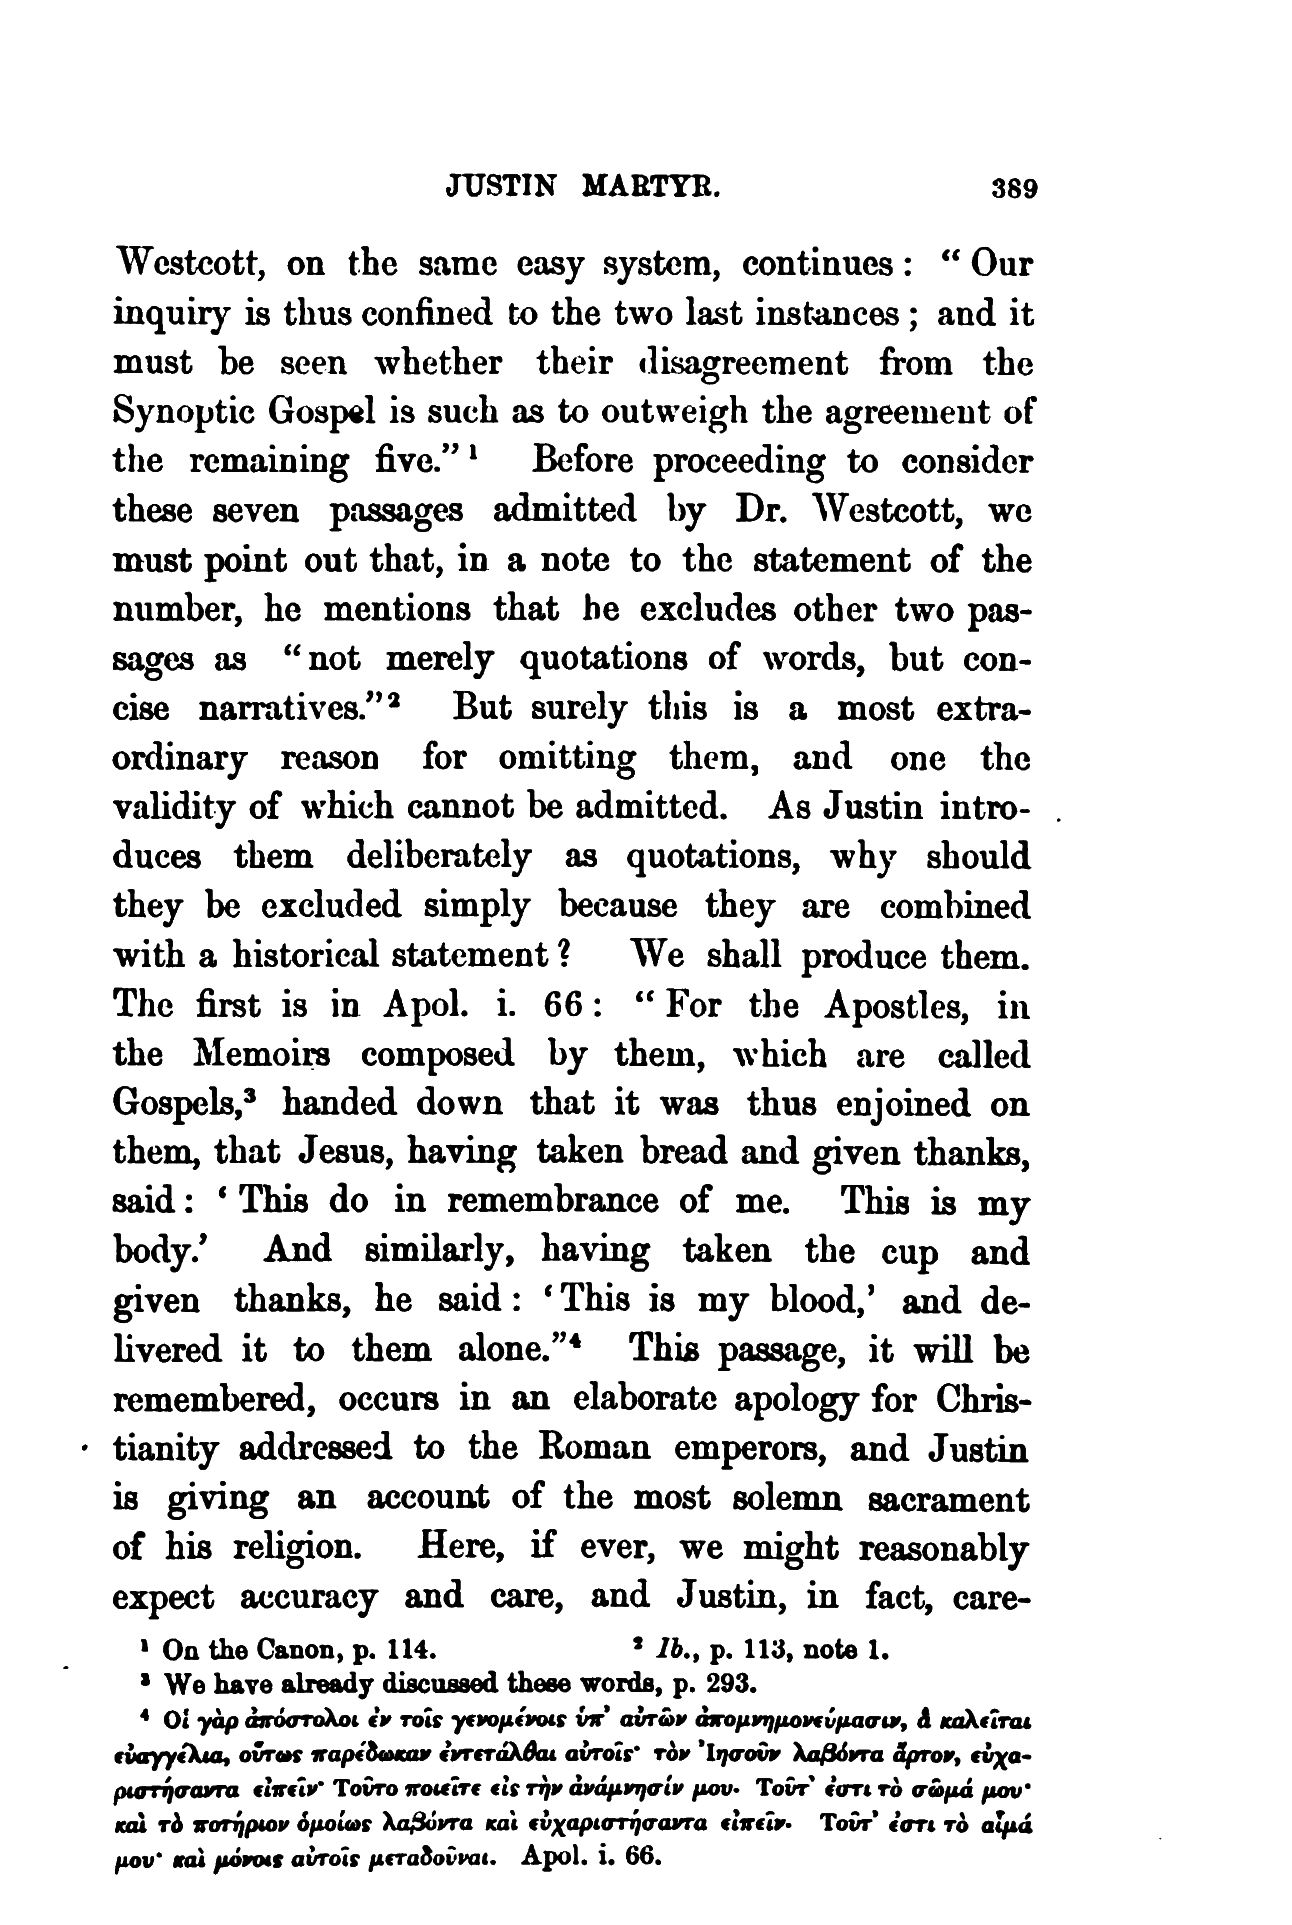 JUSTIN MARTYR. 389
Westcott, on the same easy system, continues : “ Our
inquiry is thus confined to the two last instances ; and it
must be seen whether their disagreement from the
Synoptic Gospel is such as to outweigh the agreement of
the remaining five.” ¹ Before proceeding to consider
these seven passages admitted by Dr. Westcott, we
must point out that, in a note to the statement of the
number, he mentions that he excludes other two pas-
sages as “ not merely quotations of words, but con-
cise narratives.” ² But surely this is a most extra-
ordinary reason for omitting them, and one the
validity of which cannot be admitted. As Justin intro-
duces them deliberately as quotations, why should
they be excluded simply because they are combined
with a historical statement ? We shall produce them.
The first is in Apol. i. 66 : “ For the Apostles, in
the Memoirs composed by them, which are called
Gospels,³ handed down that it was thus enjoined on
them, that Jesus, having taken bread and given thanks,
said : ‘ This do in remembrance of me. This is my
body.’ And similarly, having taken the cup and
given thanks, he said : ‘ This is my blood,’ and de-
livered it to them alone.”⁴ This passage, it will be
remembered, occurs in an elaborate apology for Chris-
tianity addressed to the Roman emperors, and Justin
is giving an account of the most solemn sacrament
of his religion. Here, if ever, we might reasonably
expect accuracy and care, and Justin, in fact, care-
¹ On the Canon, p. 114. ² Ib., p. 113, note 1.
³ We have already discussed these words, p. 293.
⁴ Οἱ γὰρ ἀπόστολοι ἐν τοῖς γενομένοις ὑπ’ αὐτῶν ἀπομνημονεύμασιν, ἃ καλεῖται
εὐαγγέλια, οὕτως παρέδωκαν ἐντετάλθαι αὐτοῖς· τὸν Ἰησοῦν λαβόντα ἄρτον, εὐχα-
ριστήσαντα εἰπεῖν· Τοῦτο ποιεῖτε εἰς τὴν ἀνάμνησίν μου. Τοῦτ’ ἐστι τὸ σῶμά μου·
καὶ τὸ ποτήριον ὁμοίως λαβόντα καὶ εὐχαριστήσαντα εἰπεῖν. Τοῦτ’ ἐστι τὸ αἷμά
μου· καὶ μόνοις αὐτοῖς μεταδοῦναι. Apol. i. 66.